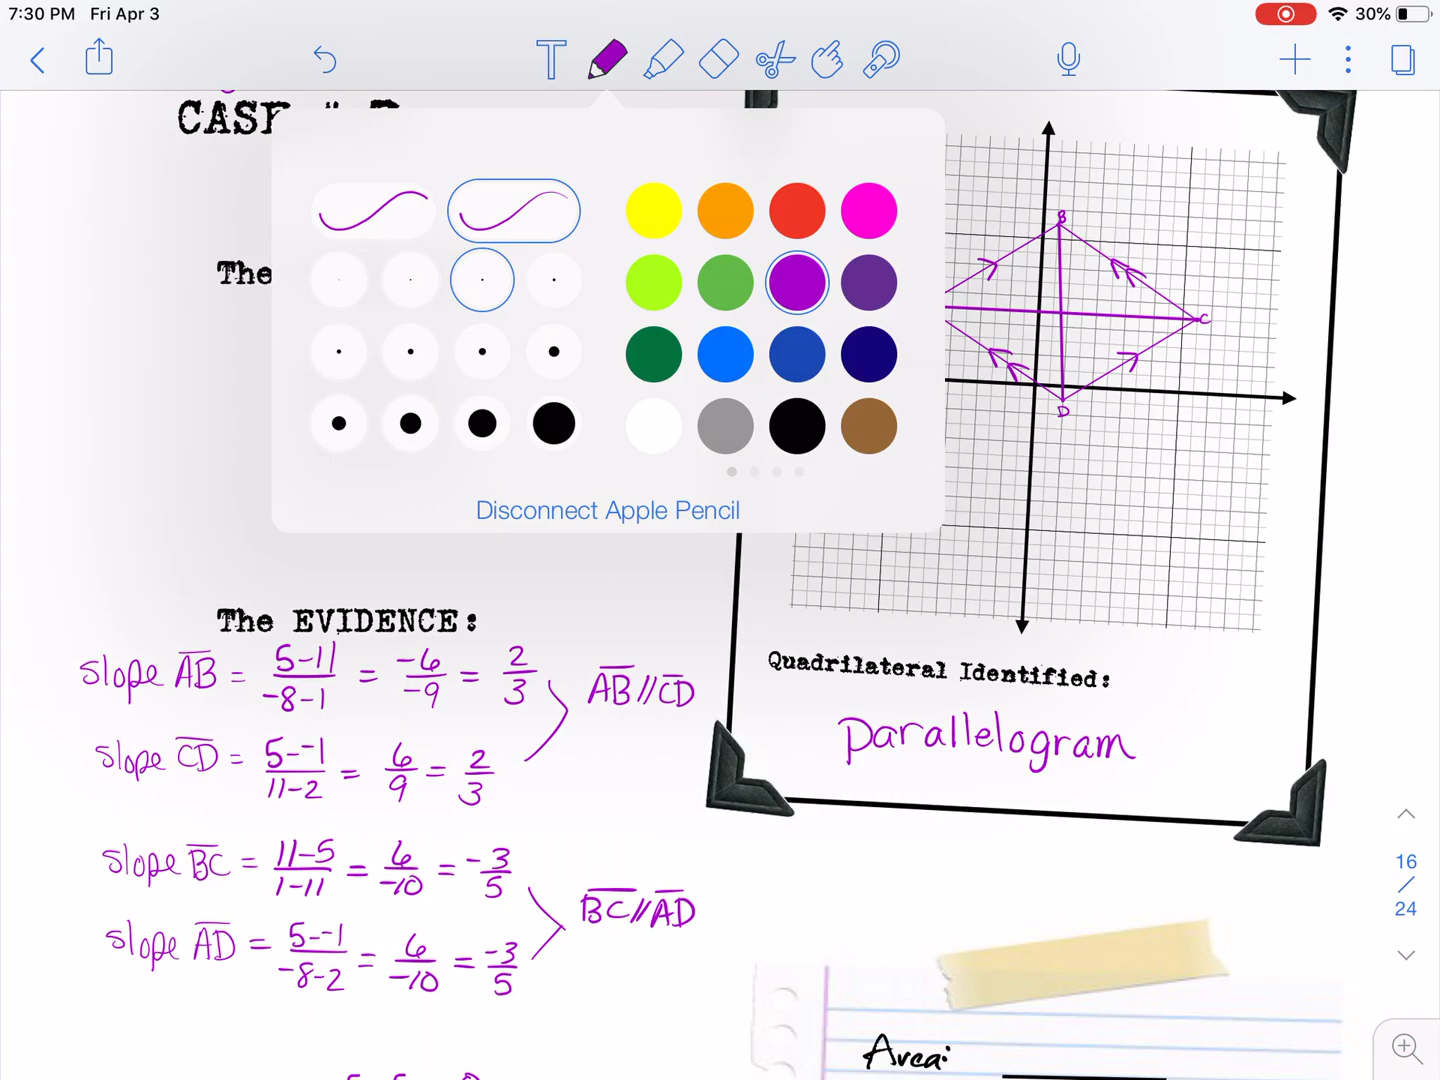 7:30 PM Fri Apr 3
30%
T
CASE
The
B
C
D
Disconnect Apple Pencil
The EVIDENCE:
slope AB = 5-11/-8-1 = -6/-9 = 2/3
AB//CD
slope CD = 5--1/11-2 = 6/9 = 2/3
slope BC = 11-5/1-11 = 6/-10 = -3/5
BC//AD
slope AD = 5--1/-8-2 = 6/-10 = -3/5
Quadrilateral Identified:
Parallelogram
16
/
24
Area: